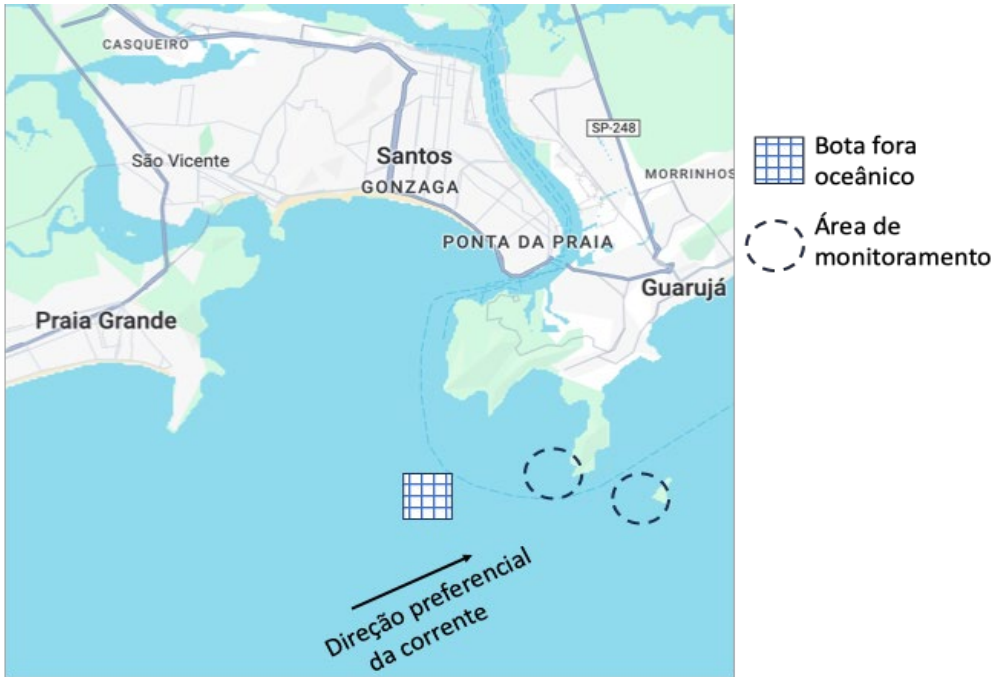 CASQUEIRO
SP-248
São Vicente
Santos
GONZAGA
MORRINHOS
PONTA DA PRAIA
Guarujá
Praia Grande
Direção preferencial
da corrente
Bota fora
oceânico
Área de
monitoramento